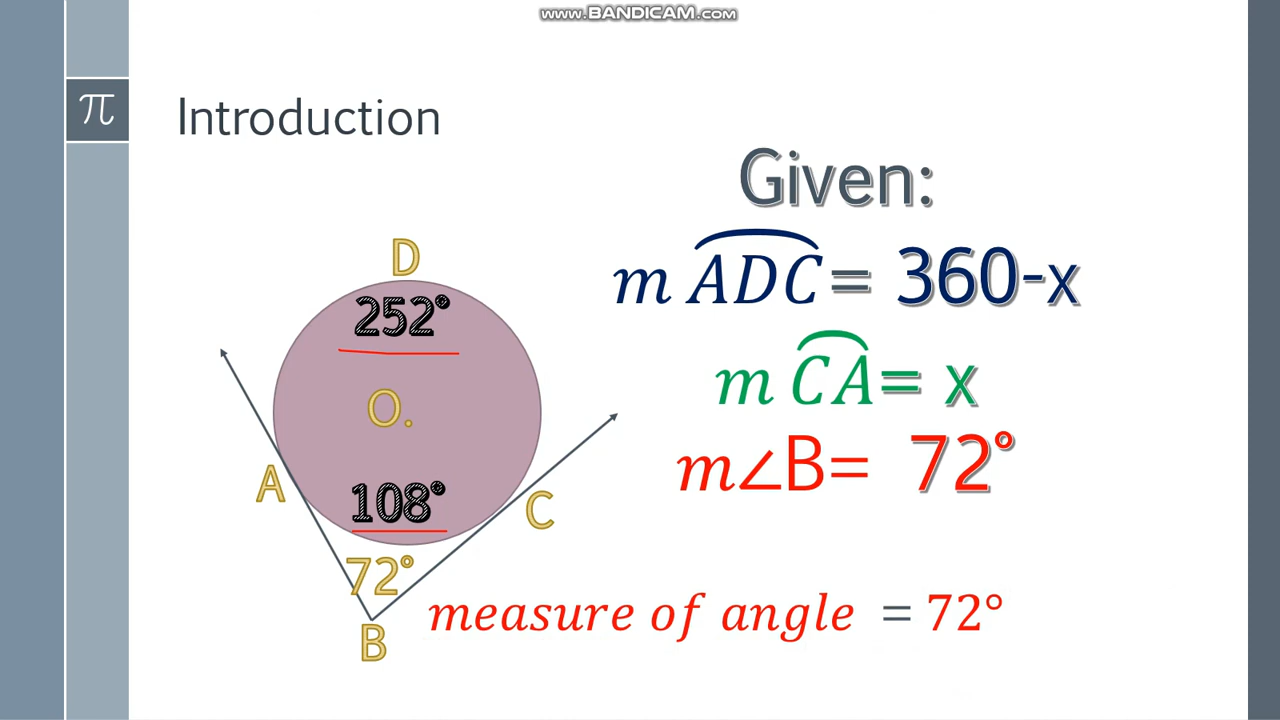 www.BANDICAM.com
π
Introduction
Given:
m ADC = 360-x
m CA = x
m∠B= 72°
D
252°
O.
A
108°
C
72°
B
measure of angle = 72°